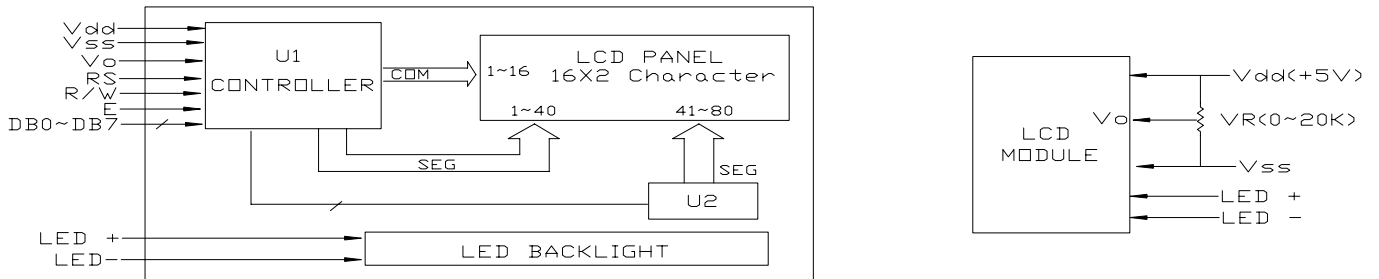 Vdd
Vss
Vo
RS
R/W
E
DB0~DB7
U1
CONTROLLER
COM
1~16
LCD PANEL
16X2 Character
1~40
41~80
SEG
SEG
U2
LED +
LED-
LED BACKLIGHT
LCD
MODULE
Vdd(+5V)
Vo
VR(0~20K)
Vss
LED +
LED -